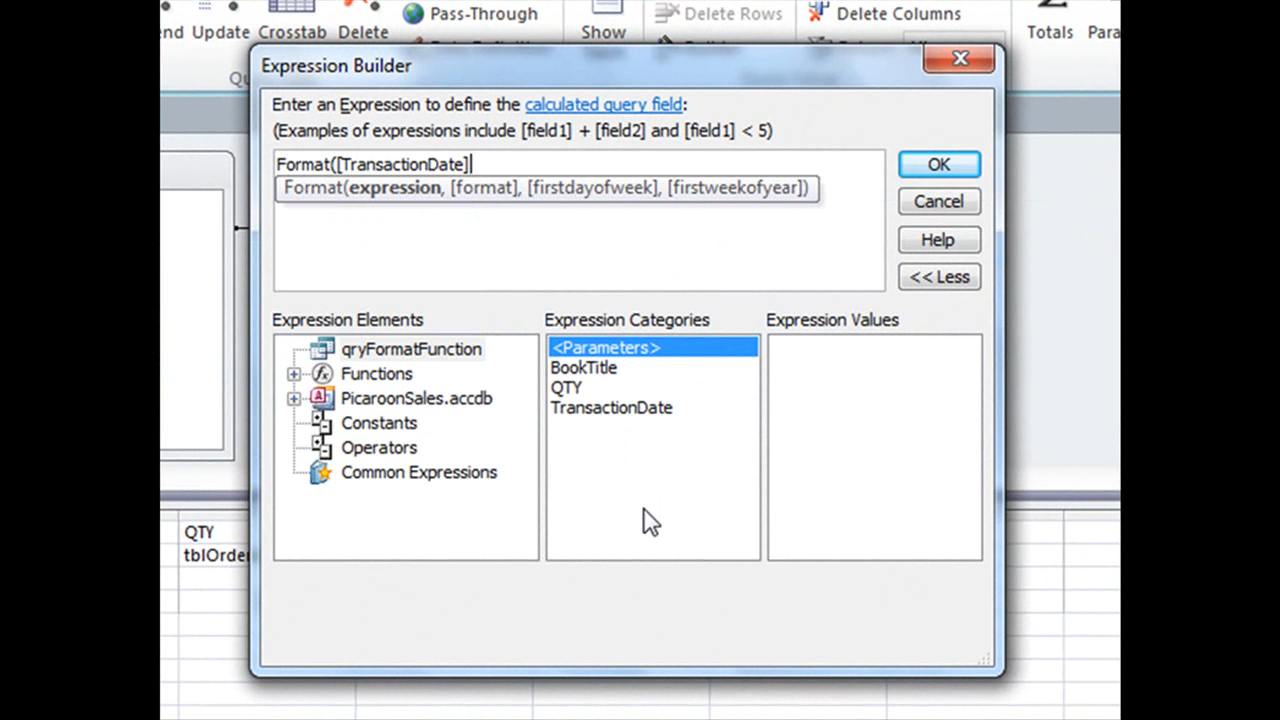 Pass-Through
Delete Rows
Delete Columns
Update Crosstab Delete
Show
Totals
Expression Builder
Enter an Expression to define the calculated query field:
(Examples of expressions include [field1] + [field2] and [field1] < 5)
Format([TransactionDate]
Format(expression, [format], [firstdayofweek], [firstweekofyear])
OK
Cancel
Help
<< Less
Expression Elements
Expression Categories
Expression Values
qryFormatFunction
Functions
PicaroonSales.accdb
Constants
Operators
Common Expressions
<Parameters>
BookTitle
QTY
TransactionDate
QTY
tblOrder